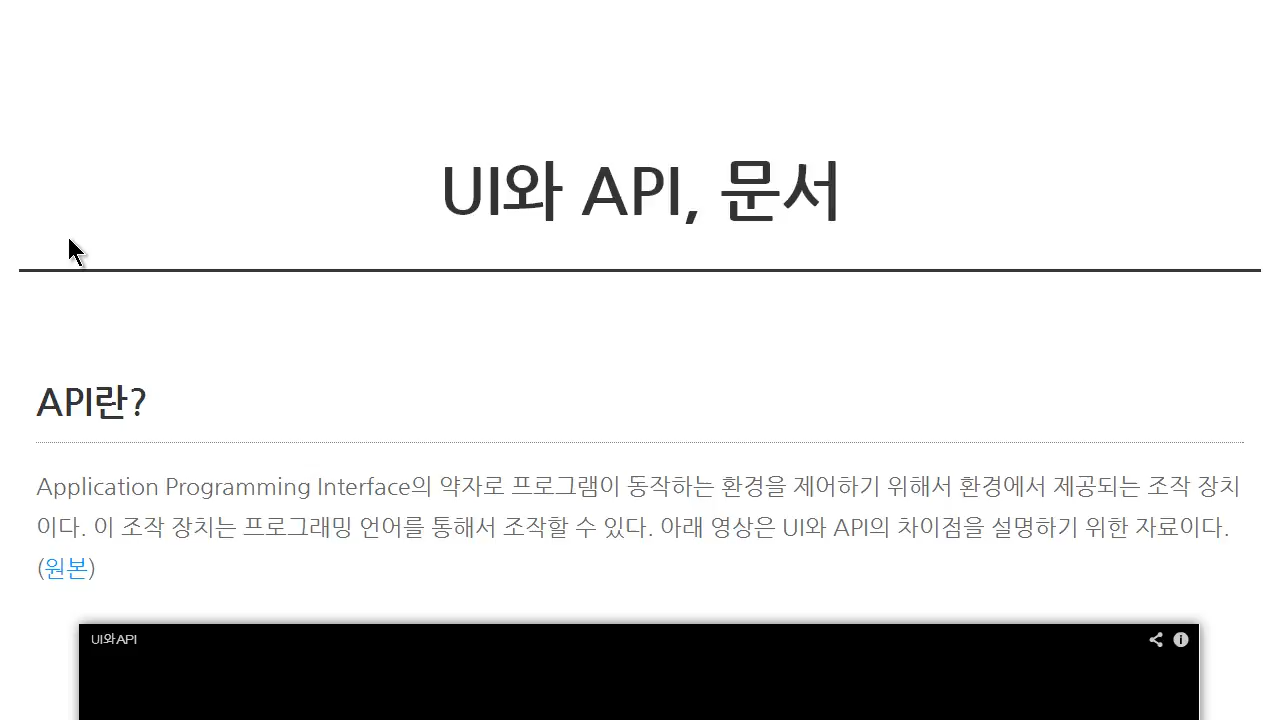 UI와 API, 문서
API란?
Application Programming Interface의 약자로 프로그램이 동작하는 환경을 제어하기 위해서 환경에서 제공되는 조작 장치
이다. 이 조작 장치는 프로그래밍 언어를 통해서 조작할 수 있다. 아래 영상은 UI와 API의 차이점을 설명하기 위한 자료이다.
(원본)
UI와 API